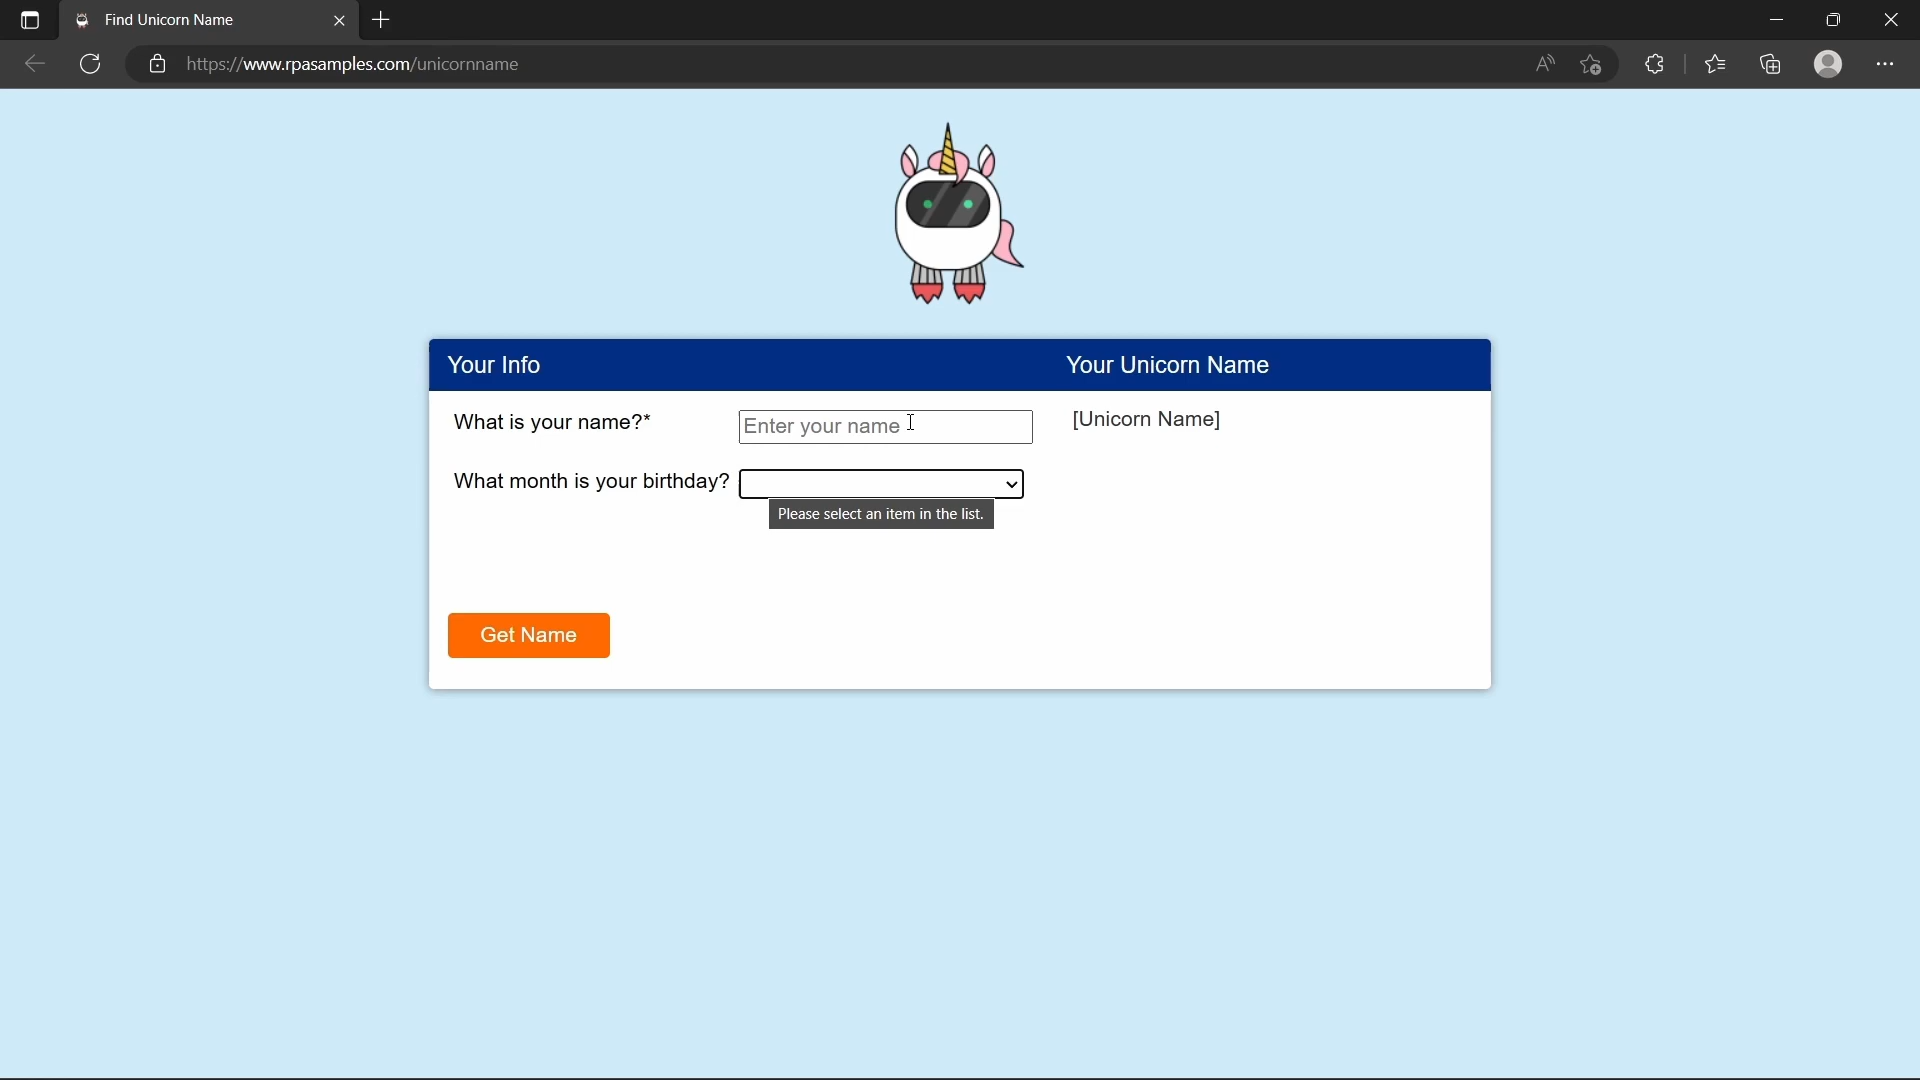 Find Unicorn Name
https://www.rpasamples.com/unicornname
Your Info
Your Unicorn Name
What is your name?*
Enter your name
[Unicorn Name]
What month is your birthday?
Please select an item in the list.
Get Name